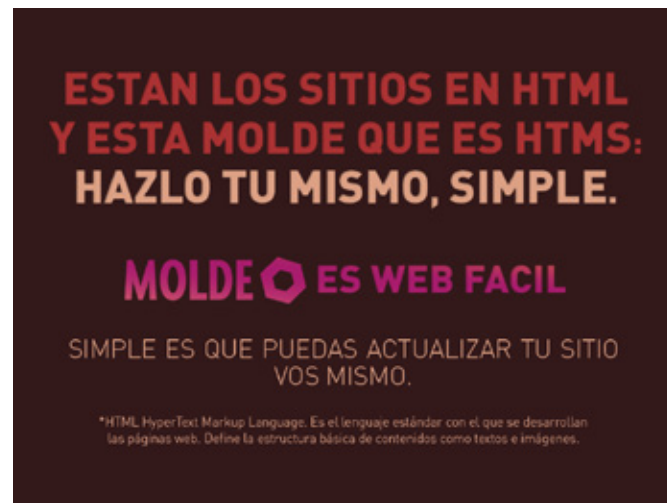 ESTAN LOS SITIOS EN HTML
Y ESTA MOLDE QUE ES HTMS:
HAZLO TU MISMO, SIMPLE.
MOLDE ES WEB FACIL
SIMPLE ES QUE PUEDAS ACTUALIZAR TU SITIO
VOS MISMO.
*HTML HyperText Markup Language. Es el lenguaje estándar con el que se desarrollan
las páginas web. Define la estructura básica de contenidos como textos e imágenes.